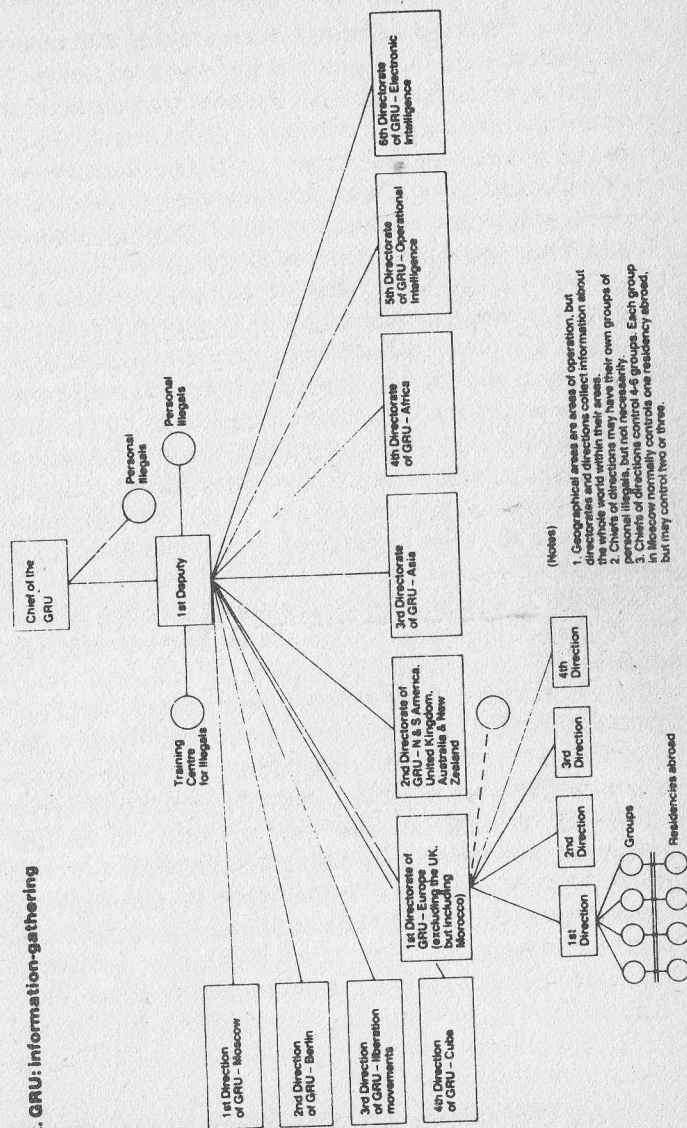 . GRU: information-gathering
Chief of the
GRU
Personal
Illegals
Personal
Illegals
1st Deputy
Training
Centre
for Illegals
1st Direction
of GRU – Moscow
2nd Direction
of GRU – Berlin
3rd Direction
of GRU – liberation
movements
4th Direction
of GRU – Cuba
1st Directorate of
GRU – Europe
(excluding the UK,
but including
Morocco)
2nd Directorate of
GRU – N & S America,
United Kingdom,
Australia & New
Zealand
3rd Directorate
of GRU – Asia
4th Directorate
of GRU – Africa
5th Directorate
of GRU – Operational
Intelligence
6th Directorate
of GRU – Electronic
Intelligence
1st
Direction
2nd
Direction
3rd
Direction
4th
Direction
Groups
Residencies abroad
(Notes)
1. Geographical areas are areas of operation, but
directorates and directions collect information about
the whole world within their areas.
2. Chiefs of directions may have their own groups of
personal illegals, but not necessarily.
3. Chiefs of directions control 4-6 groups. Each group
in Moscow normally controls one residency abroad,
but may control two or three.